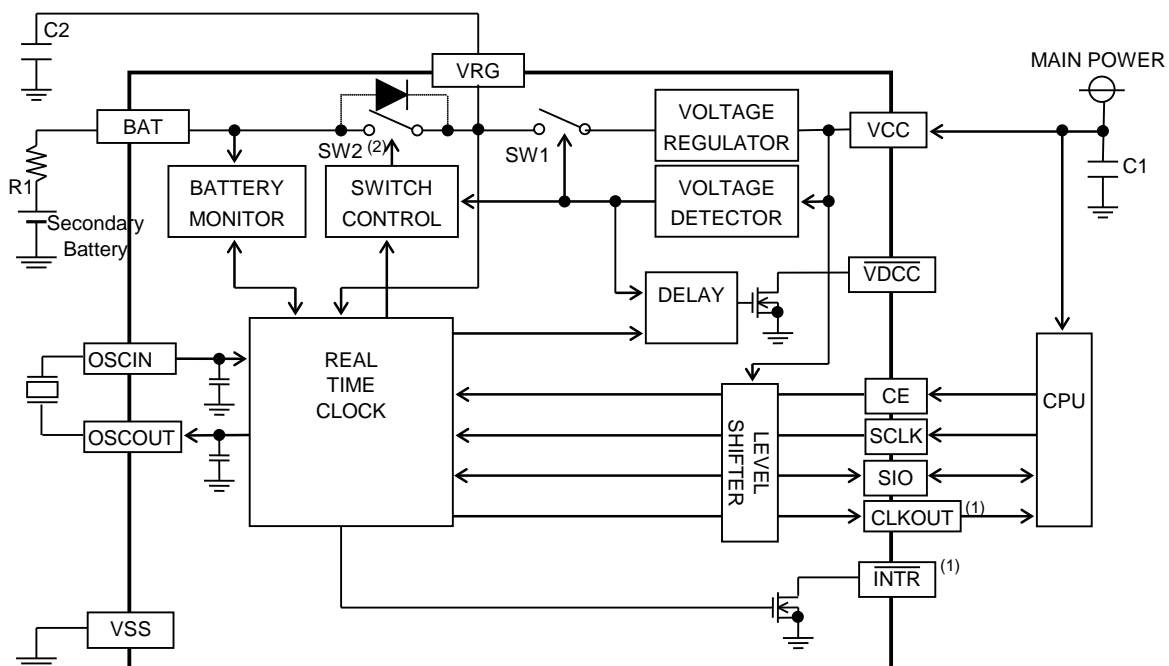 C2
MAIN POWER
VRG
BAT
SW2 (2)
SW1
VOLTAGE
REGULATOR
VCC
C1
R1
Secondary
Battery
BATTERY
MONITOR
SWITCH
CONTROL
VOLTAGE
DETECTOR
VDCC
DELAY
REAL
TIME
CLOCK
OSCIN
OSCOUT
LEVEL
SHIFTER
CE
SCLK
SIO
CLKOUT (1)
CPU
INTR (1)
VSS